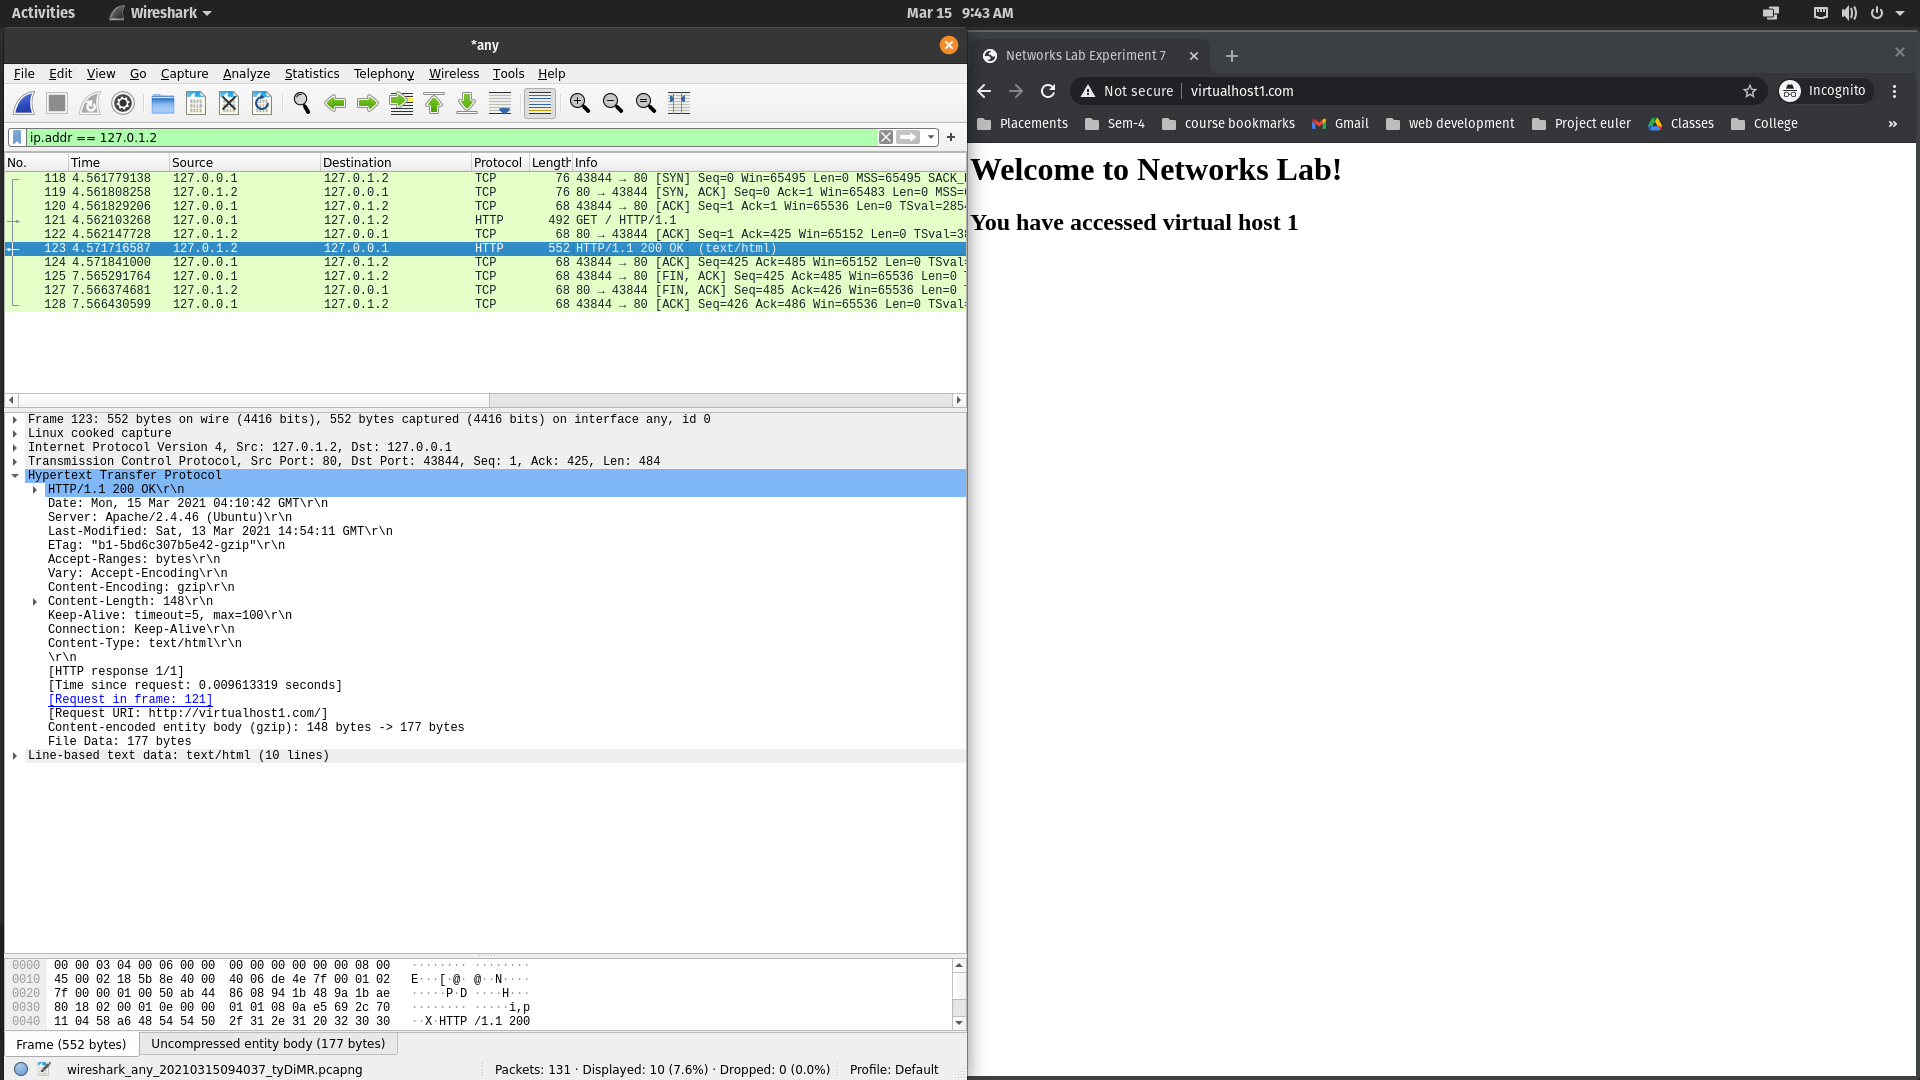 Activities
Wireshark
Mar 15 9:43 AM
*any
File Edit View Go Capture Analyze Statistics Telephony Wireless Tools Help
ip.addr == 127.0.1.2
No. Time Source Destination Protocol Length Info
118 4.561779138 127.0.0.1 127.0.1.2 TCP 76 43844 → 80 [SYN] Seq=0 Win=65495 Len=0 MSS=65495 SACK_
119 4.561808258 127.0.1.2 127.0.0.1 TCP 76 80 → 43844 [SYN, ACK] Seq=0 Ack=1 Win=65483 Len=0 MSS=
120 4.561829206 127.0.0.1 127.0.1.2 TCP 68 43844 → 80 [ACK] Seq=1 Ack=1 Win=65536 Len=0 TSval=285
121 4.562103268 127.0.0.1 127.0.1.2 HTTP 492 GET / HTTP/1.1
122 4.562147728 127.0.1.2 127.0.0.1 TCP 68 80 → 43844 [ACK] Seq=1 Ack=425 Win=65152 Len=0 TSval=3
123 4.571716587 127.0.1.2 127.0.0.1 HTTP 552 HTTP/1.1 200 OK (text/html)
124 4.571841000 127.0.0.1 127.0.1.2 TCP 68 43844 → 80 [ACK] Seq=425 Ack=485 Win=65152 Len=0 TSval
125 7.565291764 127.0.0.1 127.0.1.2 TCP 68 43844 → 80 [FIN, ACK] Seq=425 Ack=485 Win=65536 Len=0
127 7.566374681 127.0.1.2 127.0.0.1 TCP 68 80 → 43844 [FIN, ACK] Seq=485 Ack=426 Win=65536 Len=0
128 7.566430599 127.0.0.1 127.0.1.2 TCP 68 43844 → 80 [ACK] Seq=426 Ack=486 Win=65536 Len=0 TSval=
Frame 123: 552 bytes on wire (4416 bits), 552 bytes captured (4416 bits) on interface any, id 0
Linux cooked capture
Internet Protocol Version 4, Src: 127.0.1.2, Dst: 127.0.0.1
Transmission Control Protocol, Src Port: 80, Dst Port: 43844, Seq: 1, Ack: 425, Len: 484
Hypertext Transfer Protocol
HTTP/1.1 200 OK\r\n
Date: Mon, 15 Mar 2021 04:10:42 GMT\r\n
Server: Apache/2.4.46 (Ubuntu)\r\n
Last-Modified: Sat, 13 Mar 2021 14:54:11 GMT\r\n
ETag: "b1-5bd6c307b5e42-gzip"\r\n
Accept-Ranges: bytes\r\n
Vary: Accept-Encoding\r\n
Content-Encoding: gzip\r\n
Content-Length: 148\r\n
Keep-Alive: timeout=5, max=100\r\n
Connection: Keep-Alive\r\n
Content-Type: text/html\r\n
\r\n
[HTTP response 1/1]
[Time since request: 0.009613319 seconds]
[Request in frame: 121]
[Request URI: http://virtualhost1.com/]
Content-encoded entity body (gzip): 148 bytes -> 177 bytes
File Data: 177 bytes
Line-based text data: text/html (10 lines)
0000 00 00 03 04 00 06 00 00 00 00 00 00 00 00 08 00 ········ ········
0010 45 00 02 18 5b 8e 40 00 40 06 de 4e 7f 00 01 02 E···[·@· @··N····
0020 7f 00 00 01 00 50 ab 44 86 08 94 1b 48 9a 1b ae ·····P·D ····H···
0030 80 18 02 00 01 0e 00 00 01 01 08 0a e5 69 2c 70 ········ ·····i,p
0040 11 04 58 a6 48 54 54 50 2f 31 2e 31 20 32 30 30 ··X·HTTP /1.1 200
Frame (552 bytes) Uncompressed entity body (177 bytes)
wireshark_any_20210315094037_tyDiMR.pcapng
Packets: 131 · Displayed: 10 (7.6%) · Dropped: 0 (0.0%)
Profile: Default
Networks Lab Experiment 7
Not secure
virtualhost1.com
Incognito
Placements Sem-4 course bookmarks Gmail web development Project euler Classes College »
Welcome to Networks Lab!
You have accessed virtual host 1